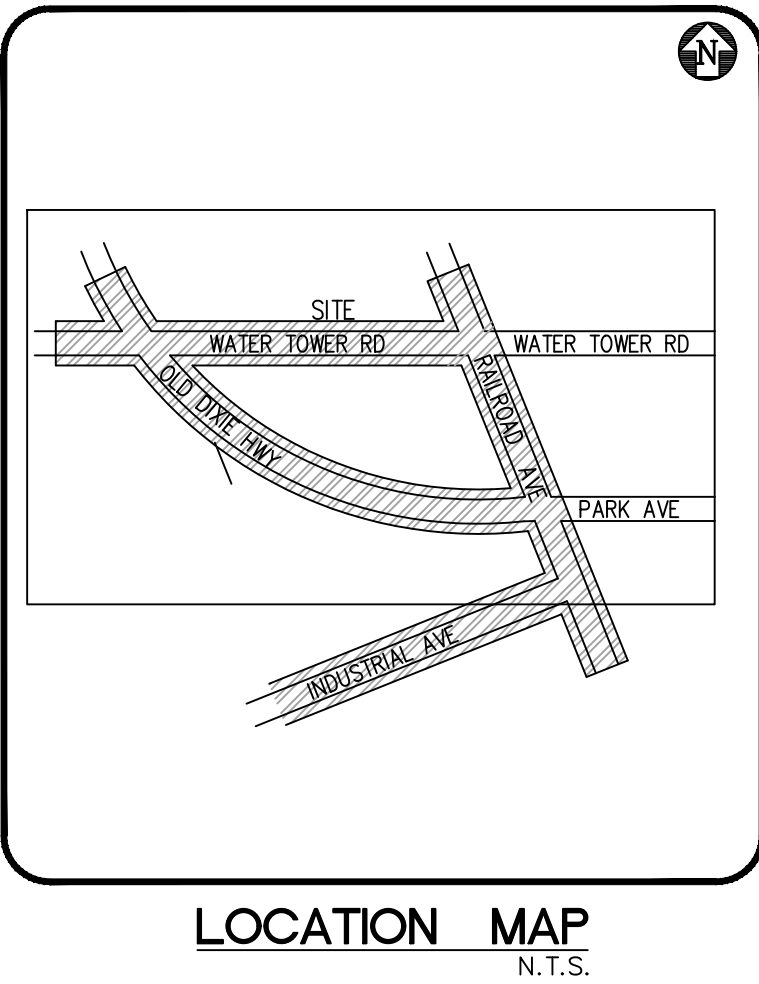 N
SITE
WATER TOWER RD
WATER TOWER RD
OLD DIXIE HWY
RAILROAD AVE
PARK AVE
INDUSTRIAL AVE
LOCATION MAP
N.T.S.